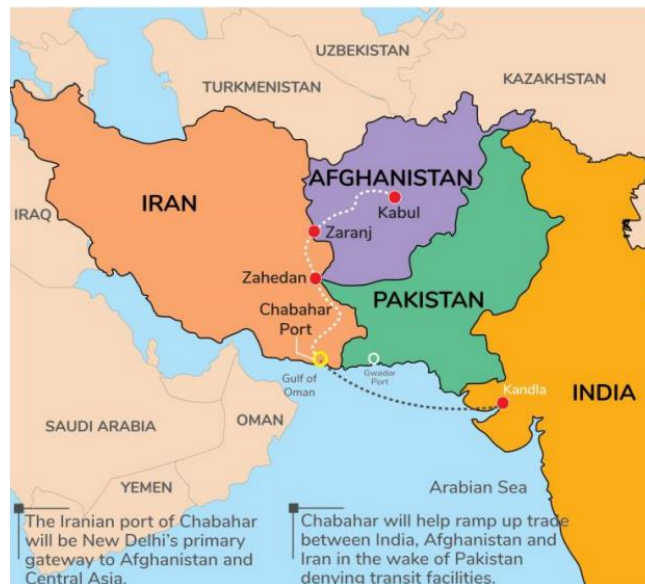 UZBEKISTAN
KAZAKHSTAN
TURKMENISTAN
AFGHANISTAN
Kabul
IRAN
IRAQ
Zaranj
Zahedan
PAKISTAN
Chabahar
Port
Gulf of
Oman
Gwadar
Port
Kandla
INDIA
OMAN
SAUDI ARABIA
YEMEN
Arabian Sea
The Iranian port of Chabahar
will be New Delhi's primary
gateway to Afghanistan and
Central Asia.
Chabahar will help ramp up trade
between India, Afghanistan and
Iran in the wake of Pakistan
denying transit facilities.